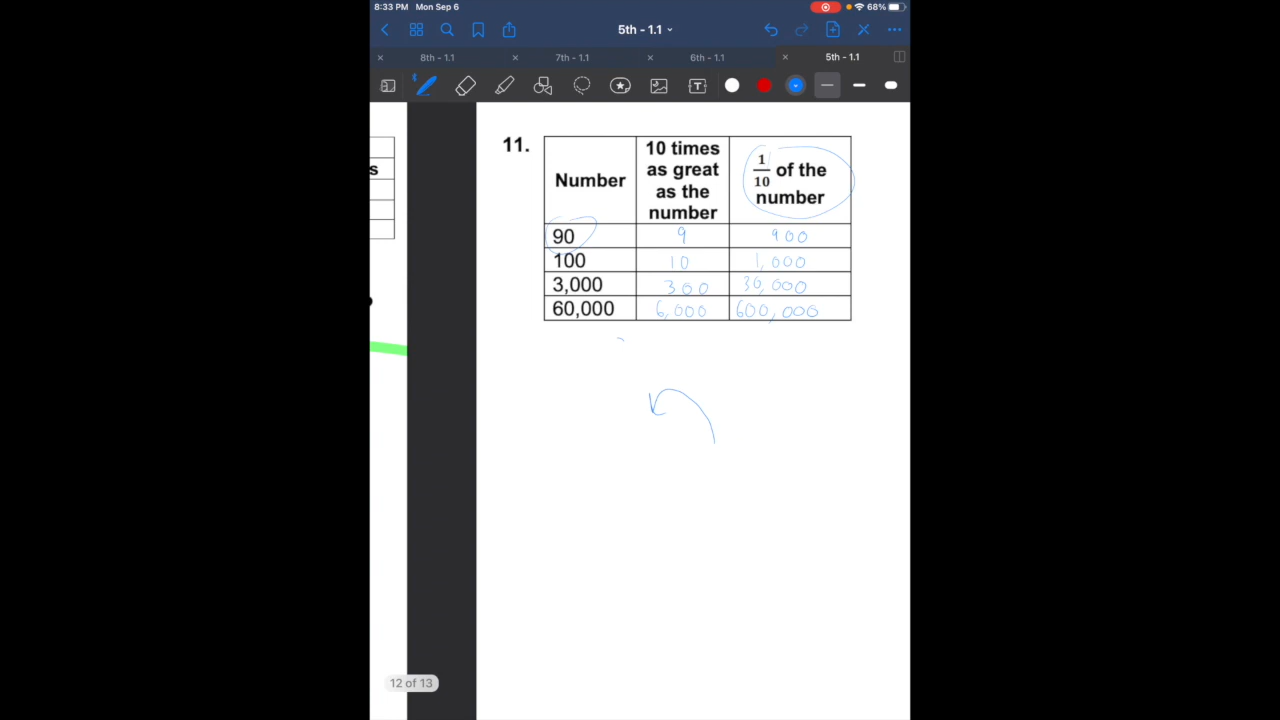 8:33 PM Mon Sep 6
68%
5th - 1.1
8th - 1.1
7th - 1.1
6th - 1.1
5th - 1.1
T
s
11.
Number
10 times
as great
as the
number
1
10
of the
number
90 9 900
100 10 1,000
3,000 300 30,000
60,000 6,000 600,000
12 of 13